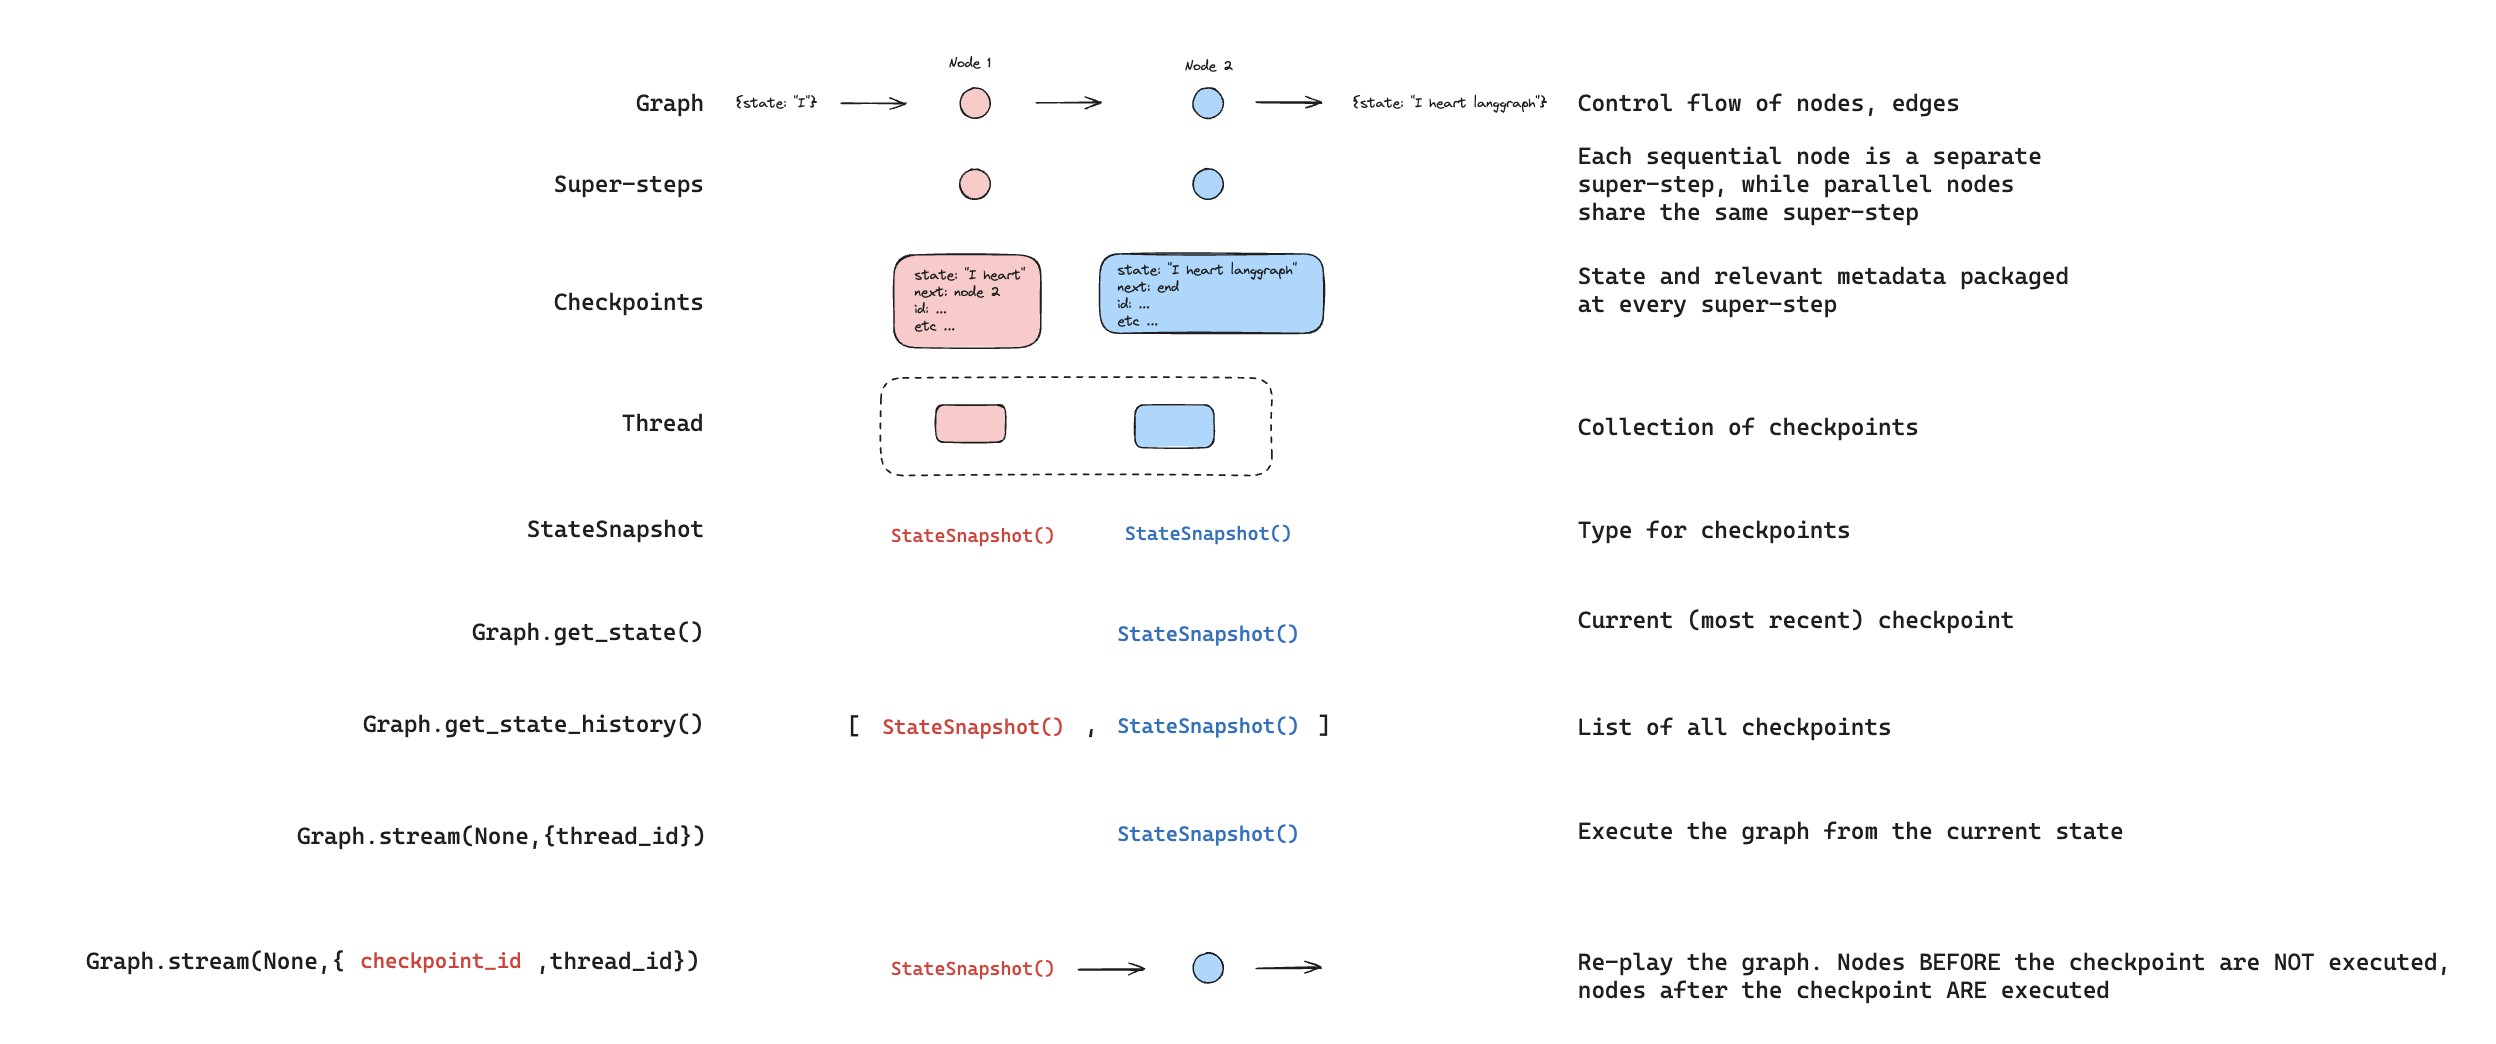 Node 1
Node 2
Graph
{state: "I"}
{state: "I heart langgraph"}
Control flow of nodes, edges
Super-steps
Each sequential node is a separate
super-step, while parallel nodes
share the same super-step
Checkpoints
state: "I heart"
next: node 2
id: ...
etc ...
state: "I heart langgraph"
next: end
id: ...
etc ...
State and relevant metadata packaged
at every super-step
Thread
Collection of checkpoints
StateSnapshot
StateSnapshot()
StateSnapshot()
Type for checkpoints
Graph.get_state()
StateSnapshot()
Current (most recent) checkpoint
Graph.get_state_history()
[ StateSnapshot() , StateSnapshot() ]
List of all checkpoints
Graph.stream(None,{thread_id})
StateSnapshot()
Execute the graph from the current state
Graph.stream(None,{ checkpoint_id ,thread_id})
StateSnapshot()
Re-play the graph. Nodes BEFORE the checkpoint are NOT executed,
nodes after the checkpoint ARE executed